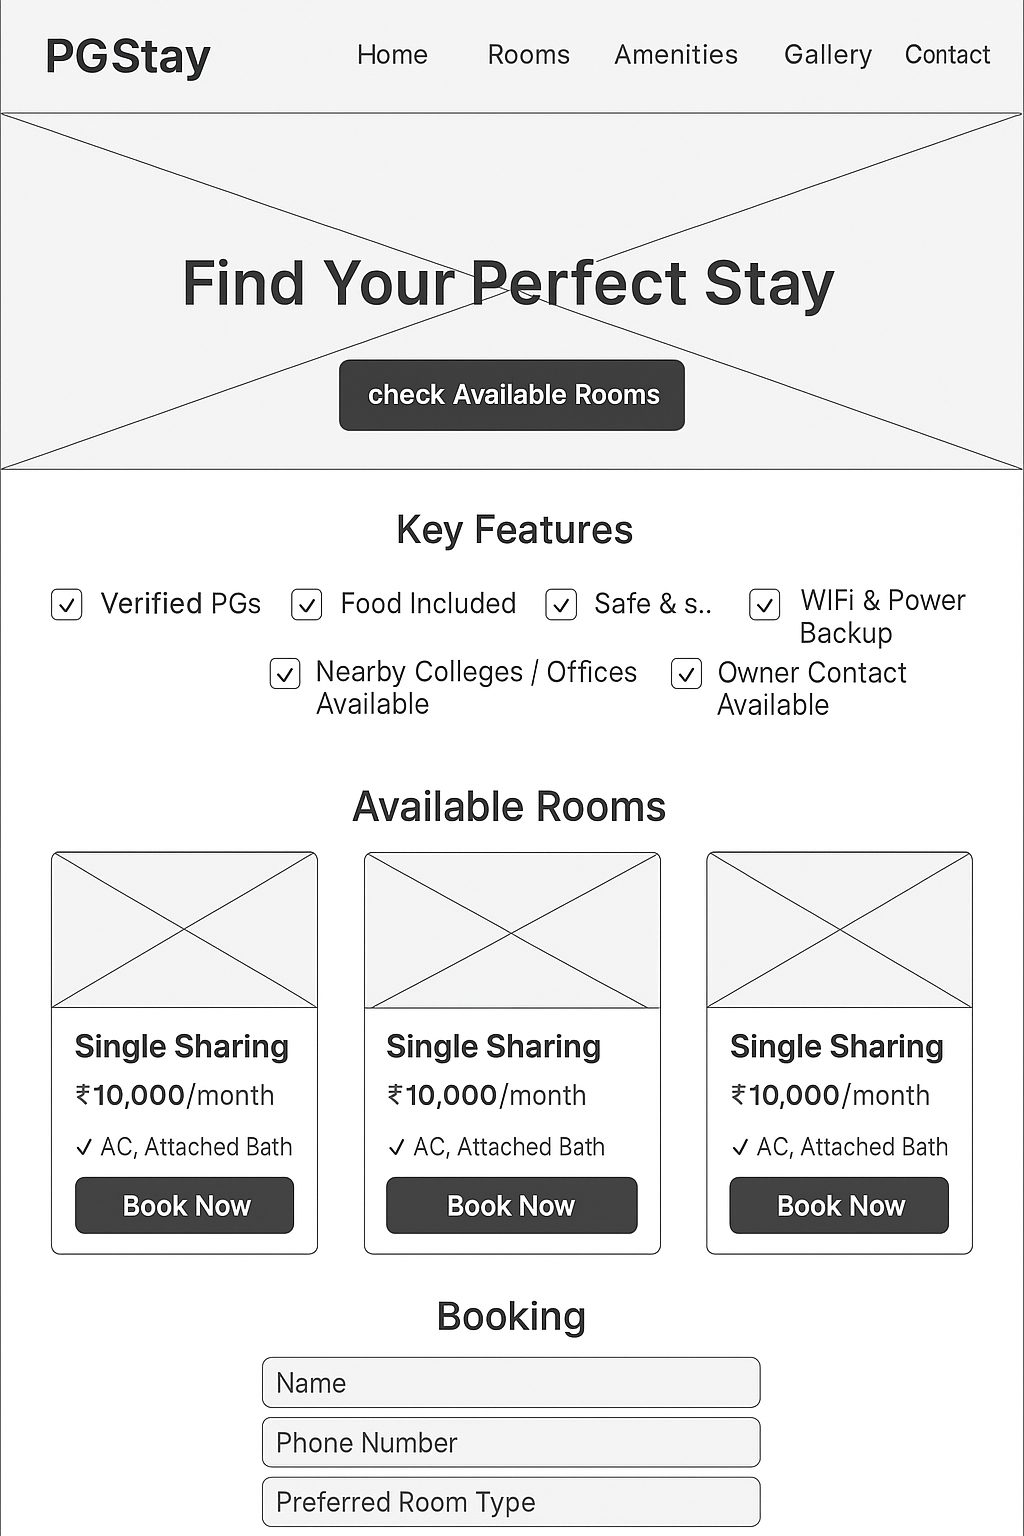 PGStay
Home Rooms Amenities Gallery Contact
Find Your Perfect Stay
check Available Rooms
Key Features
Verified PGs
Food Included
Safe & s..
WIFi & Power
Backup
Nearby Colleges / Offices
Available
Owner Contact
Available
Available Rooms
Single Sharing
₹10,000/month
✓ AC, Attached Bath
Book Now
Single Sharing
₹10,000/month
✓ AC, Attached Bath
Book Now
Single Sharing
₹10,000/month
✓ AC, Attached Bath
Book Now
Booking
Name
Phone Number
Preferred Room Type